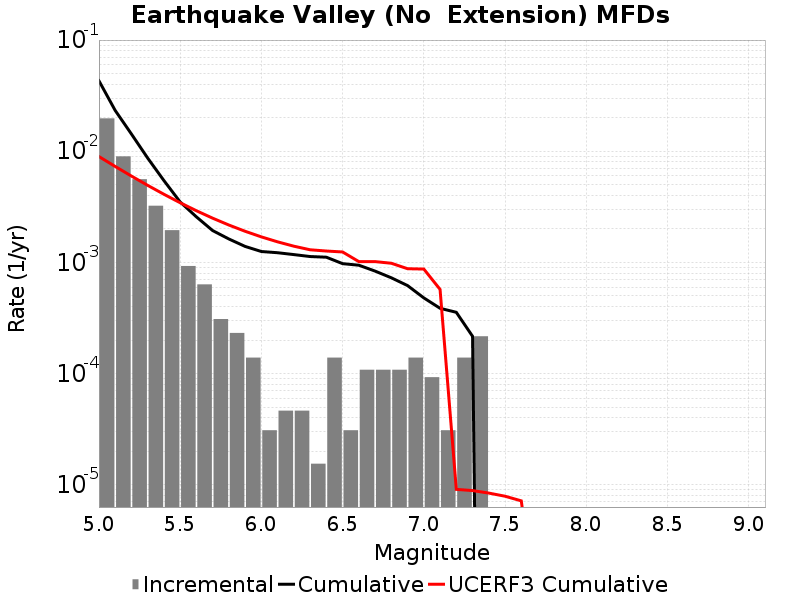 Earthquake Valley (No  Extension) MFDs
10-1
10-2
10-3
10-4
10-5
Rate (1/yr)
5.0 5.5 6.0 6.5 7.0 7.5 8.0 8.5 9.0
Magnitude
Incremental Cumulative UCERF3 Cumulative